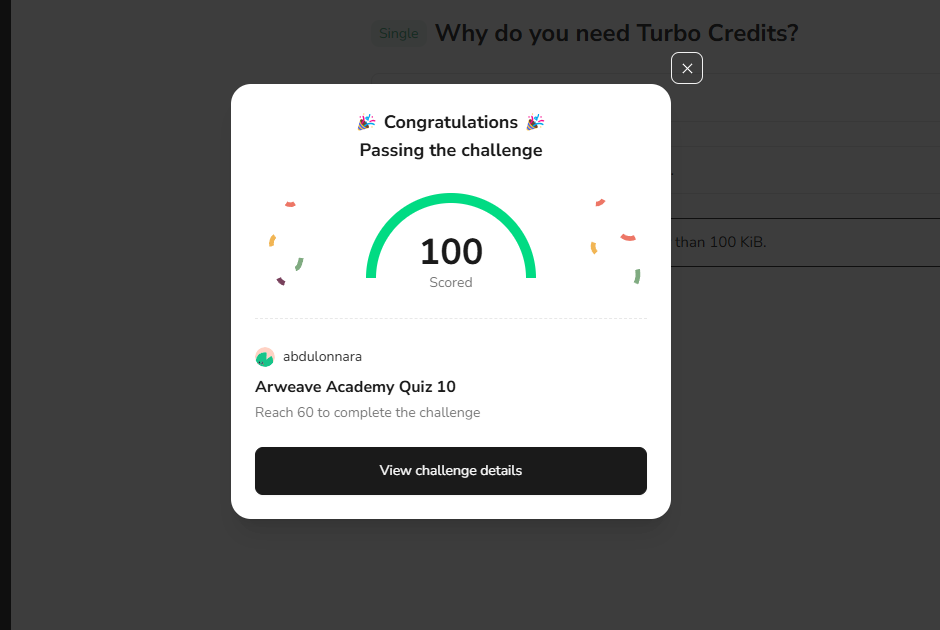 Single Why do you need Turbo Credits?
🎉 Congratulations 🎉
Passing the challenge
than 100 KiB.
100
Scored
abdulonnara
Arweave Academy Quiz 10
Reach 60 to complete the challenge
View challenge details